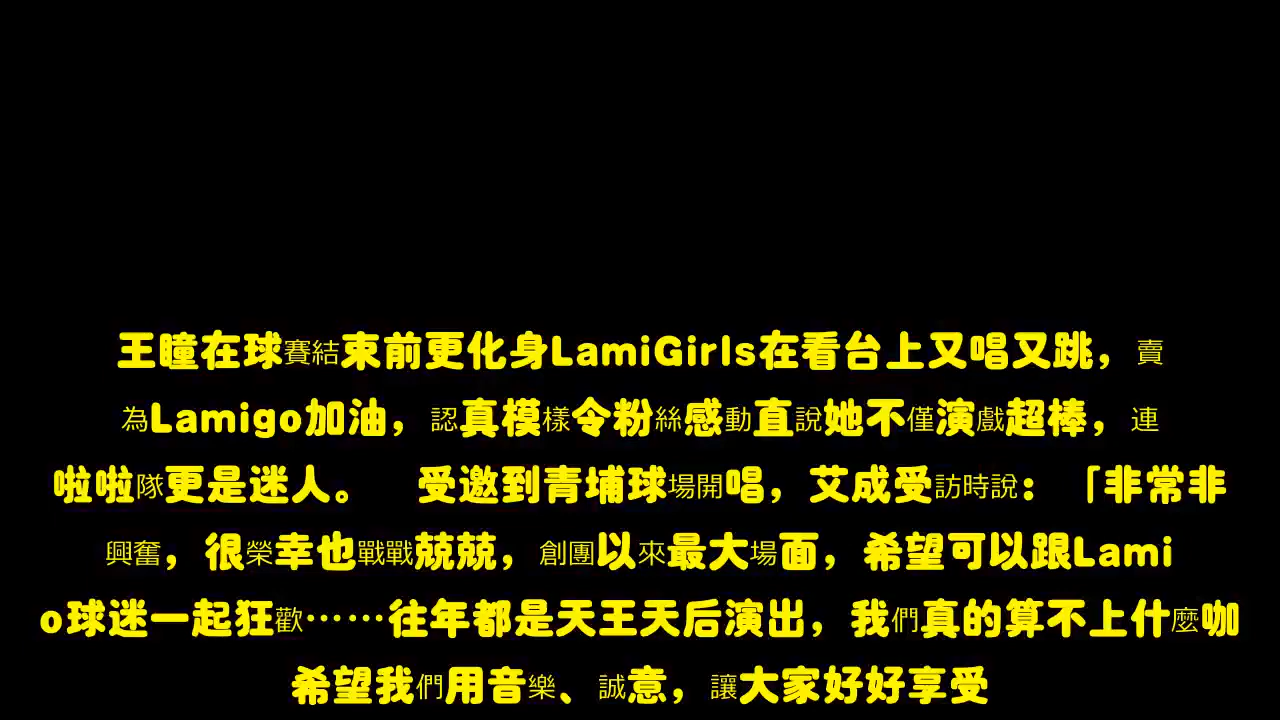 王瞳在球賽結束前更化身LamiGirls在看台上又唱又跳，賣
為Lamigo加油，認真模樣令粉絲感動直說她不僅演戲超棒，連
啦啦隊更是迷人。　受邀到青埔球場開唱，艾成受訪時說：「非常非
興奮，很榮幸也戰戰兢兢，創團以來最大場面，希望可以跟Lami
o球迷一起狂歡……往年都是天王天后演出，我們真的算不上什麼咖
希望我們用音樂、誠意，讓大家好好享受